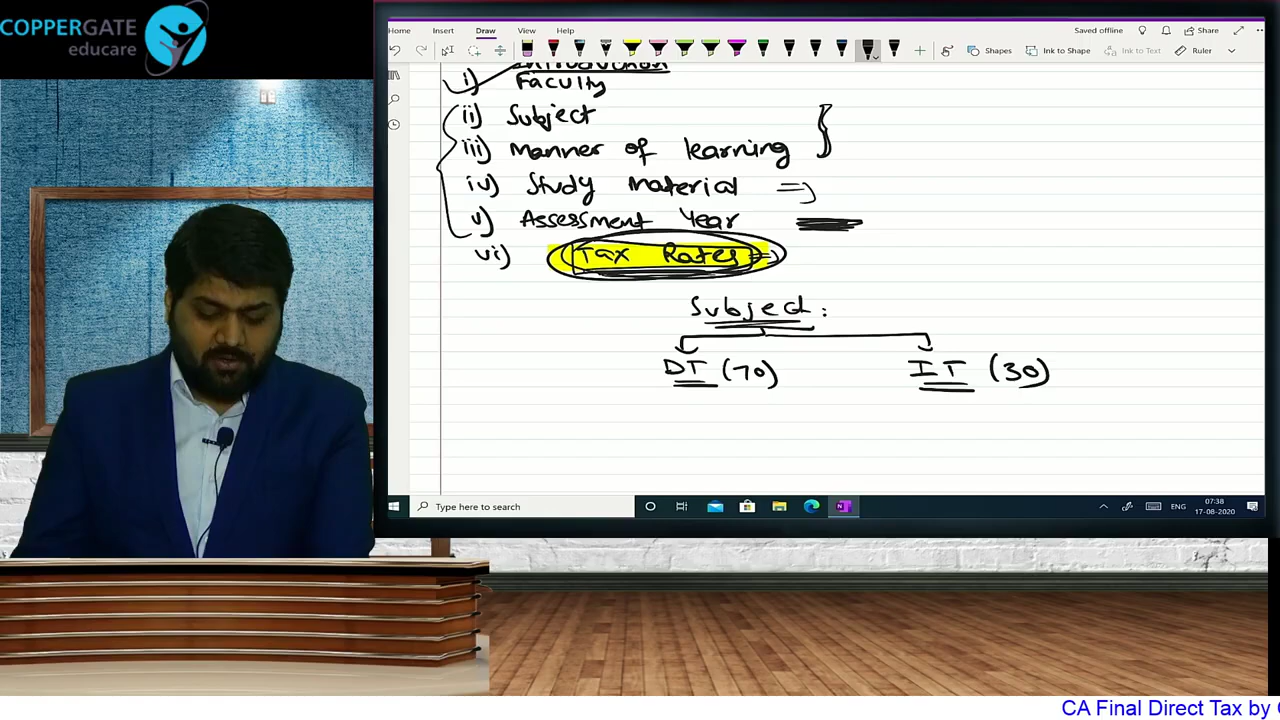 COPPERGATE
educare
Home Insert Draw View Help
Saved offline
Share
Shapes
Ink to Shape
Ink to Text
Ruler
Introduction
i) Faculty
ii) Subject
iii) Manner of learning
iv) Study Material =>
v) Assessment Year
vi) Tax Rates =>
Subject :
DT (70) IT (30)
Type here to search
ENG
07:38
17-08-2020
CA Final Direct Tax by